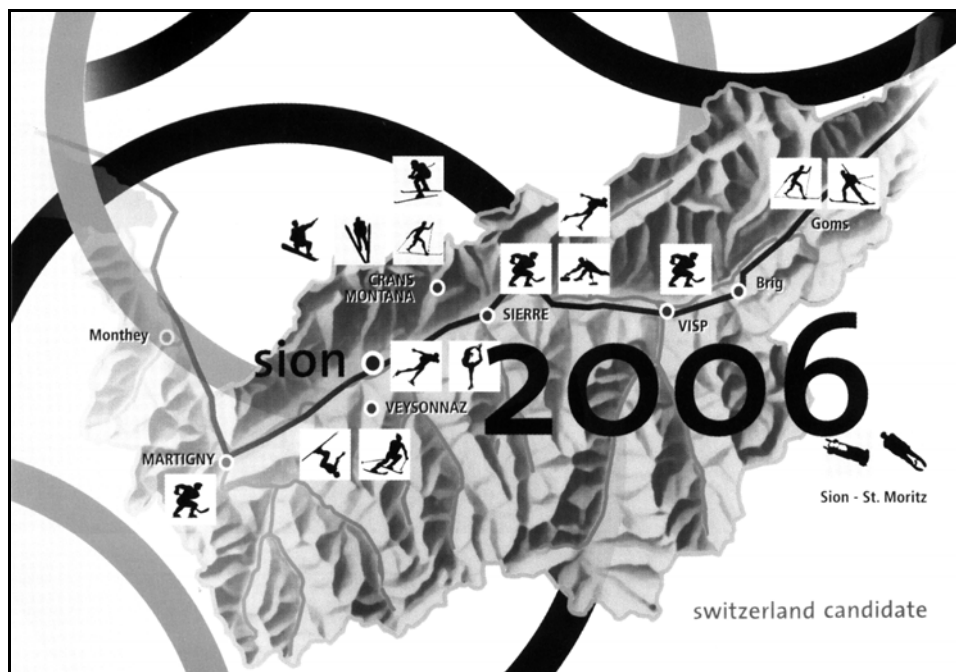 Goms
CRANS
MONTANA
Brig
SIERRE
VISP
Monthey
sion
2006
VEYSONNAZ
MARTIGNY
Sion - St. Moritz
switzerland candidate